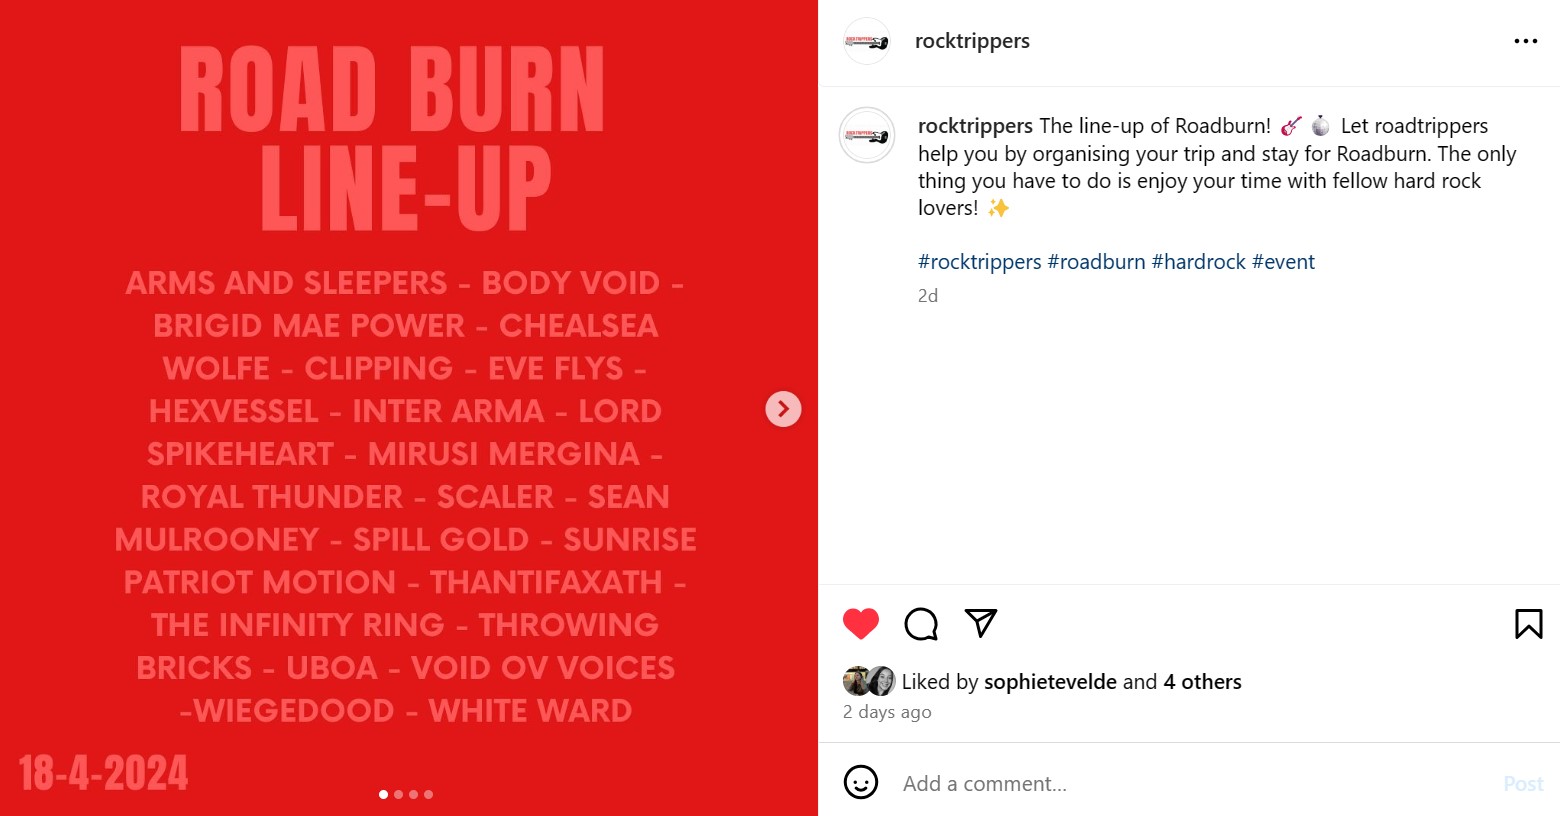 ROAD BURN
LINE-UP
ARMS AND SLEEPERS - BODY VOID -
BRIGID MAE POWER - CHEALSEA
WOLFE - CLIPPING - EVE FLYS -
HEXVESSEL - INTER ARMA - LORD
SPIKEHEART - MIRUSI MERGINA -
ROYAL THUNDER - SCALER - SEAN
MULROONEY - SPILL GOLD - SUNRISE
PATRIOT MOTION - THANTIFAXATH -
THE INFINITY RING - THROWING
BRICKS - UBOA - VOID OV VOICES
-WIEGEDOOD - WHITE WARD
18-4-2024
rocktrippers
rocktrippers The line-up of Roadburn! 🎸 🪩 Let roadtrippers
help you by organising your trip and stay for Roadburn. The only
thing you have to do is enjoy your time with fellow hard rock
lovers! ✨
#rocktrippers #roadburn #hardrock #event
2d
Liked by sophietevelde and 4 others
2 days ago
Add a comment...
Post